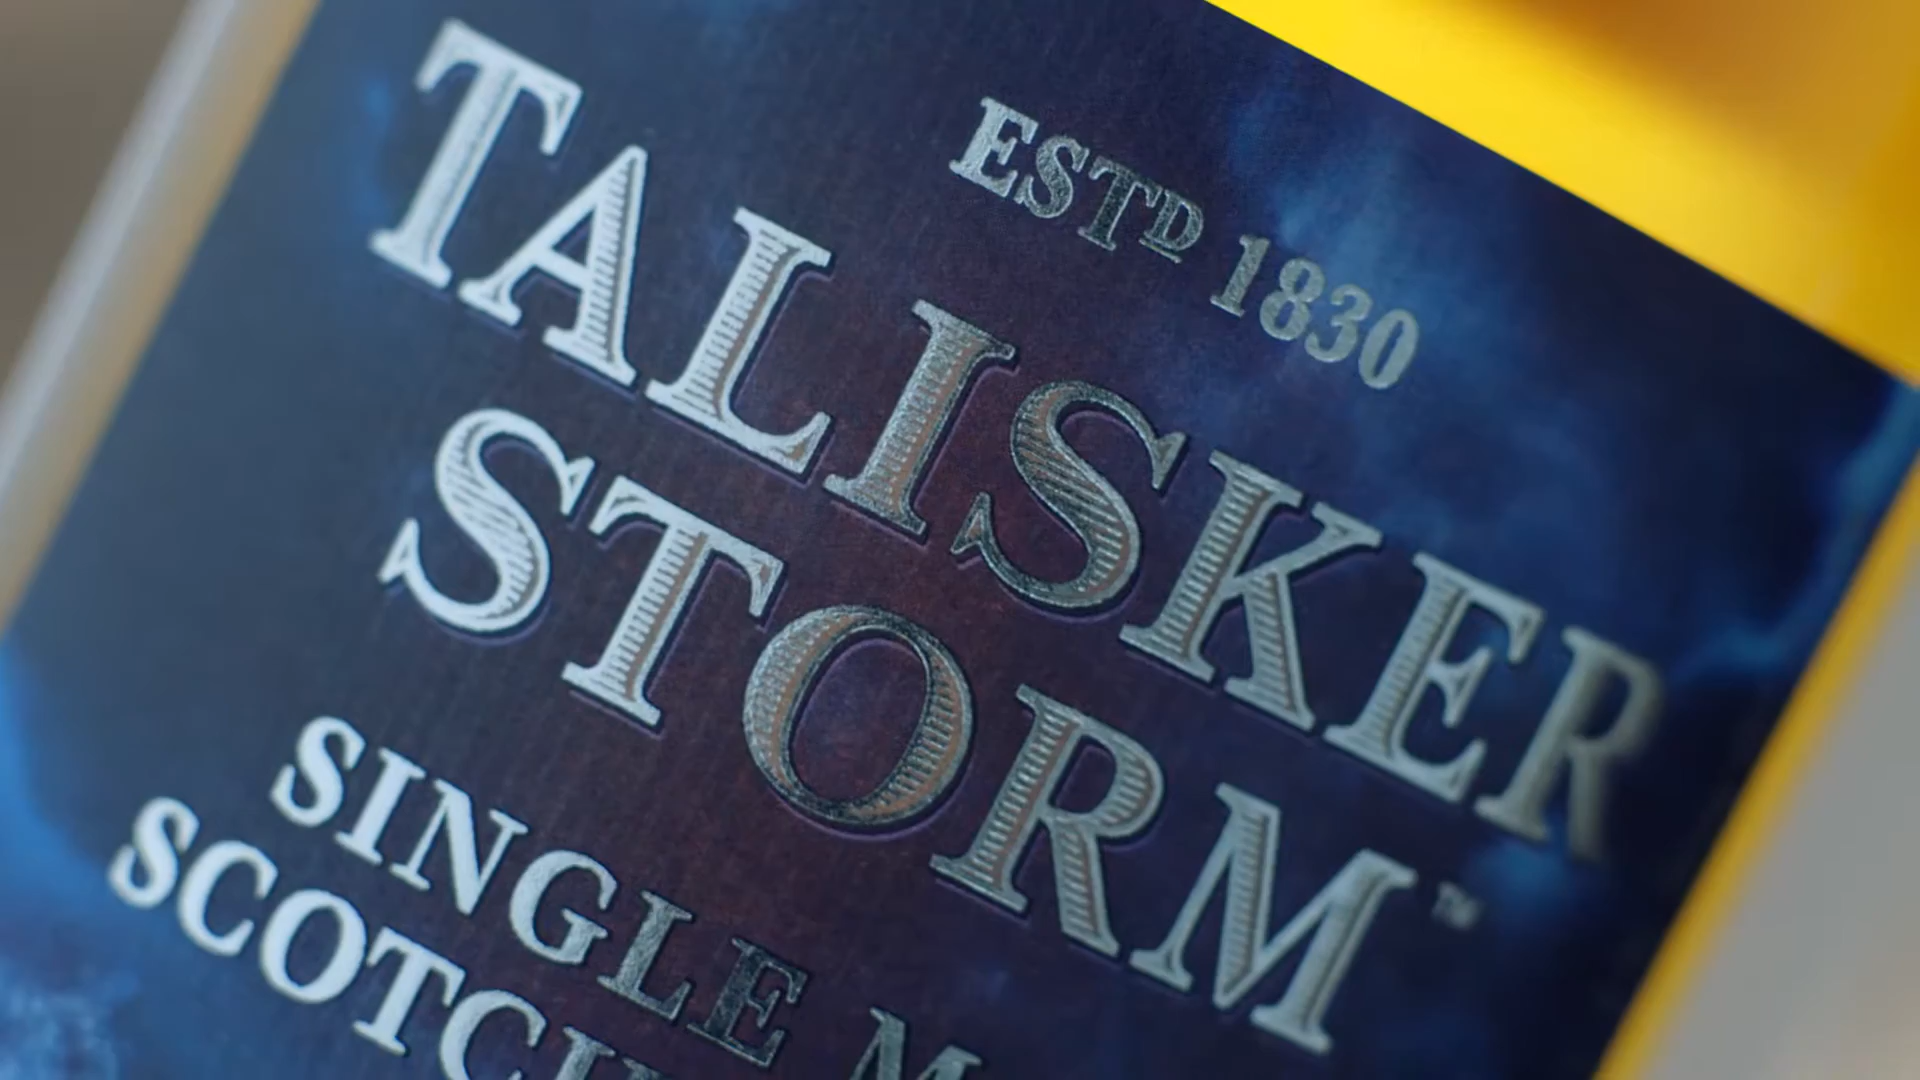 ESTD 1830
TALISKER
STORM™
SINGLE
SCOTCH